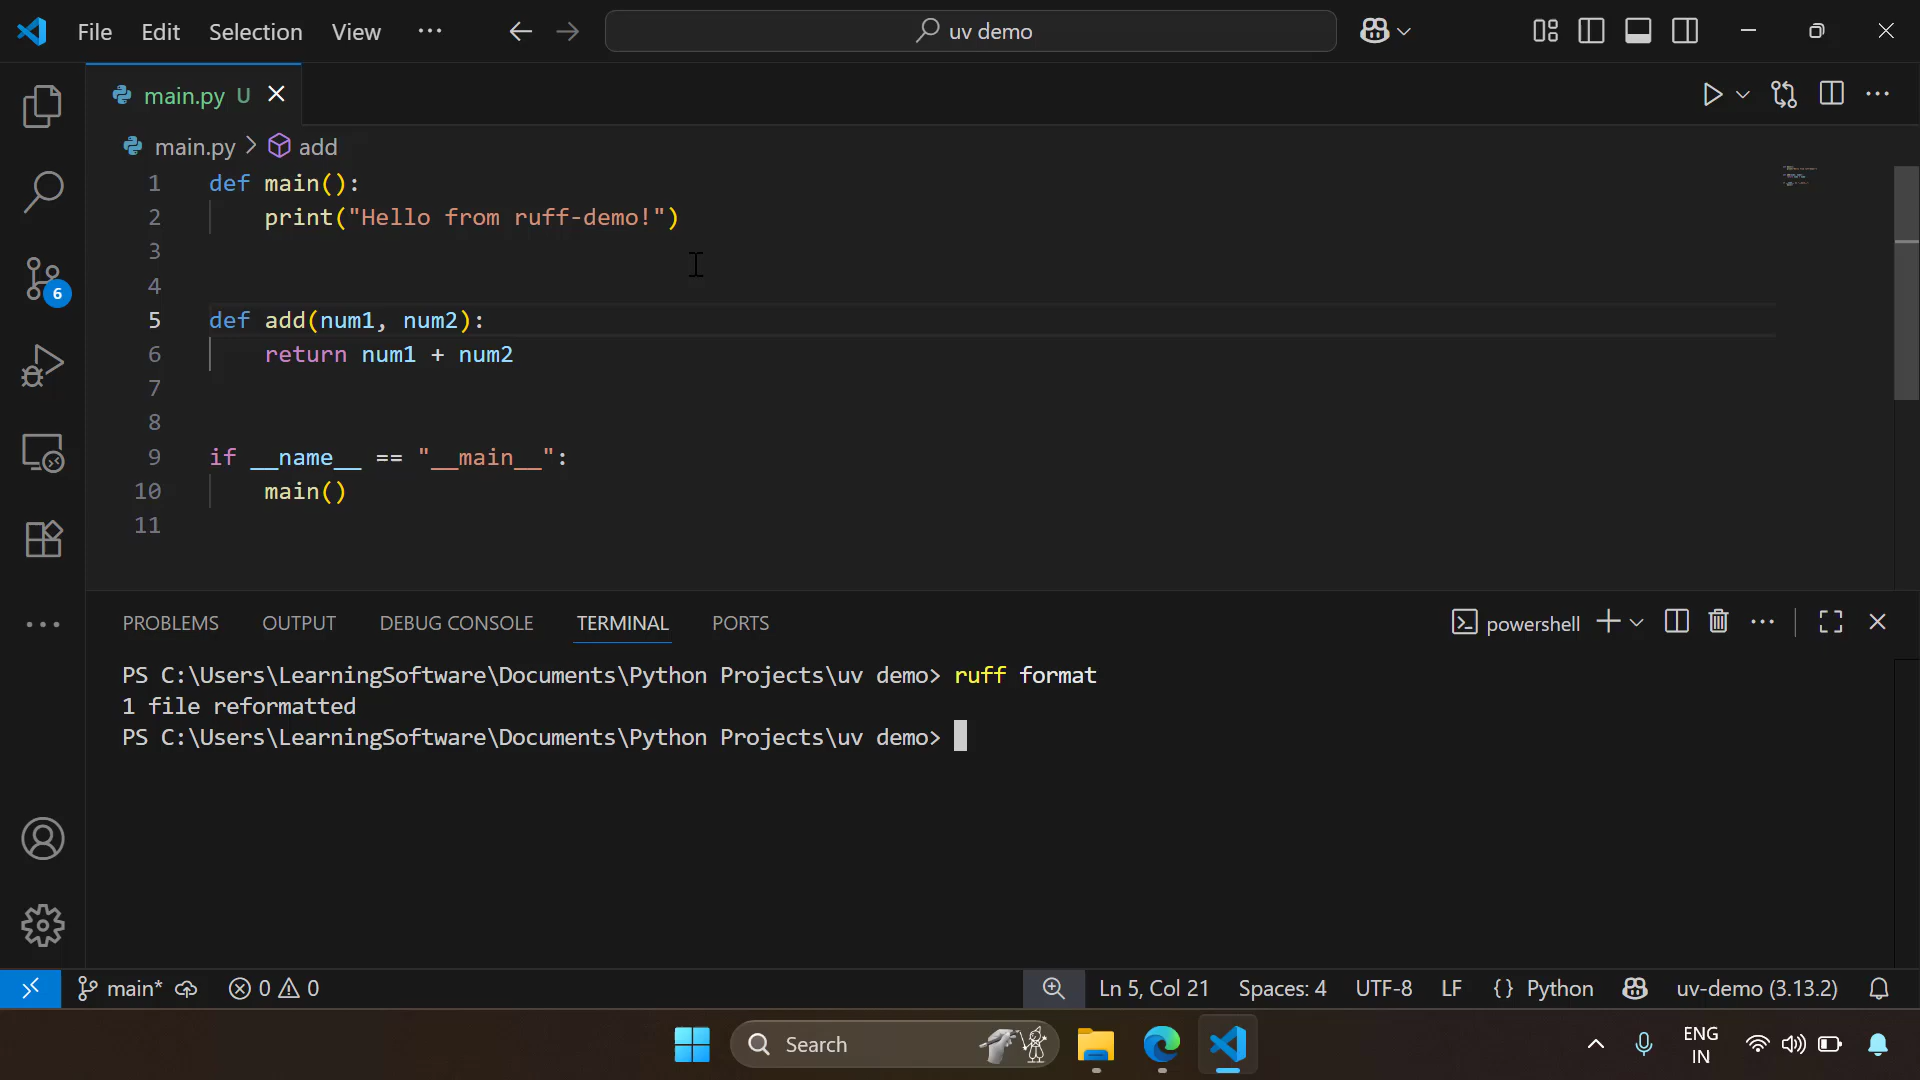 File Edit Selection View ··· uv demo
main.py U
main.py > add
1 def main():
2     print("Hello from ruff-demo!")
3
4
5 def add(num1, num2):
6     return num1 + num2
7
8
9 if __name__ == "__main__":
10     main()
11
6
PROBLEMS OUTPUT DEBUG CONSOLE TERMINAL PORTS powershell
PS C:\Users\LearningSoftware\Documents\Python Projects\uv demo> ruff format
1 file reformatted
PS C:\Users\LearningSoftware\Documents\Python Projects\uv demo>
main* 0 0 Ln 5, Col 21 Spaces: 4 UTF-8 LF {} Python uv-demo (3.13.2)
Search ENG
IN